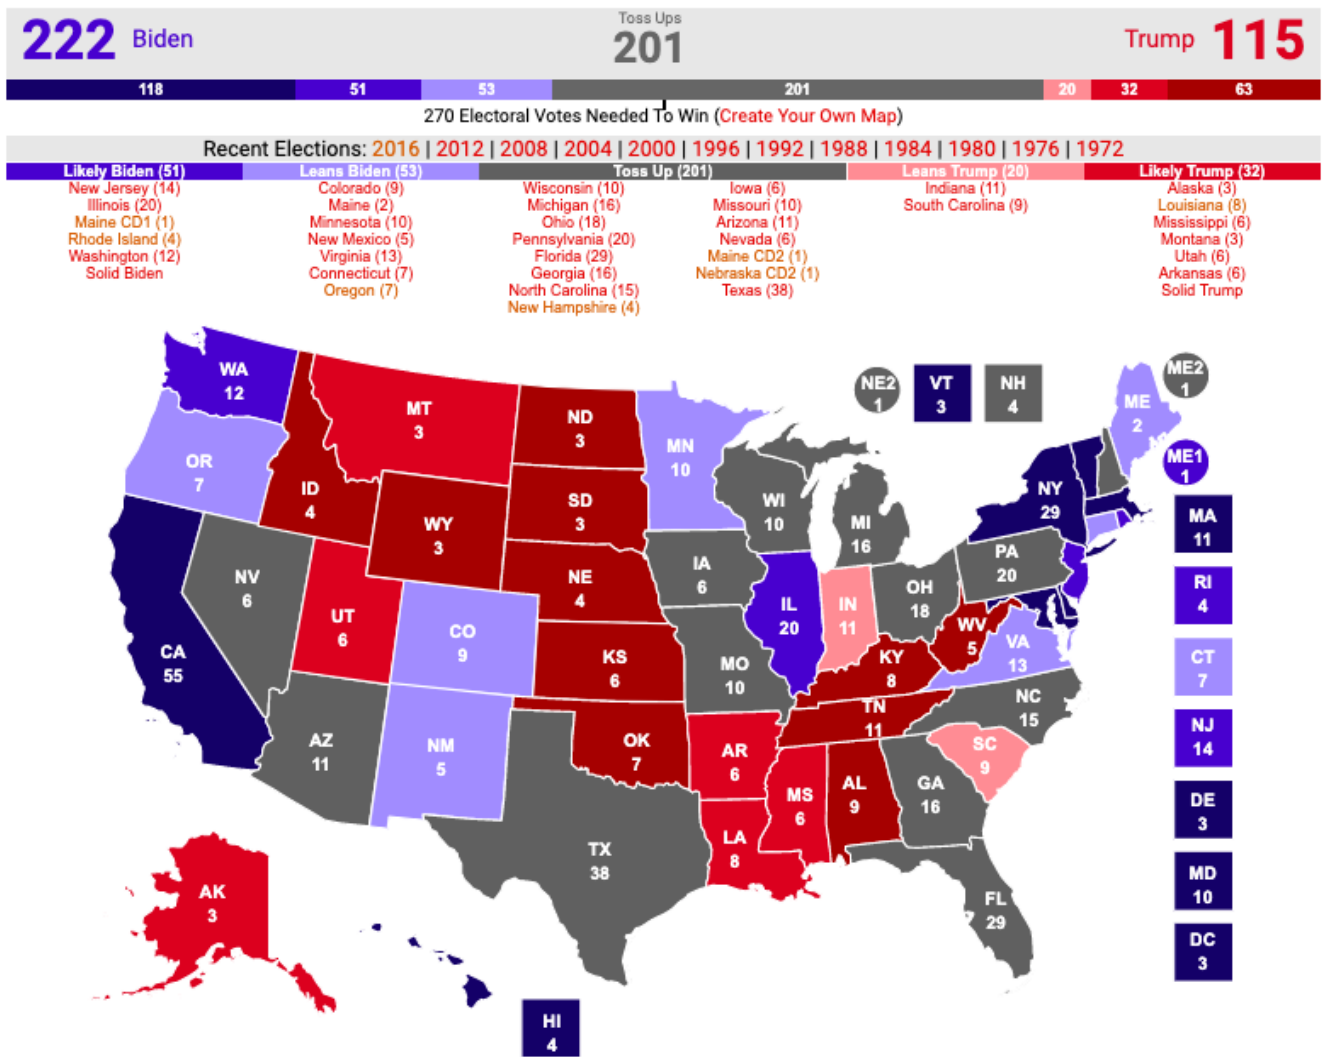 222 Biden
Toss Ups
201
Trump 115
118 51 53 201 20 32 63
270 Electoral Votes Needed To Win (Create Your Own Map)
Recent Elections: 2016 | 2012 | 2008 | 2004 | 2000 | 1996 | 1992 | 1988 | 1984 | 1980 | 1976 | 1972
Likely Biden (51)
New Jersey (14)
Illinois (20)
Maine CD1 (1)
Rhode Island (4)
Washington (12)
Solid Biden
Leans Biden (53)
Colorado (9)
Maine (2)
Minnesota (10)
New Mexico (5)
Virginia (13)
Connecticut (7)
Oregon (7)
Toss Up (201)
Wisconsin (10)
Michigan (16)
Ohio (18)
Pennsylvania (20)
Florida (29)
Georgia (16)
North Carolina (15)
New Hampshire (4)
Iowa (6)
Missouri (10)
Arizona (11)
Nevada (6)
Maine CD2 (1)
Nebraska CD2 (1)
Texas (38)
Leans Trump (20)
Indiana (11)
South Carolina (9)
Likely Trump (32)
Alaska (3)
Louisiana (8)
Mississippi (6)
Montana (3)
Utah (6)
Arkansas (6)
Solid Trump
WA
12
OR
7
CA
55
NV
6
ID
4
MT
3
WY
3
UT
6
AZ
11
CO
9
NM
5
ND
3
SD
3
NE
4
KS
6
OK
7
TX
38
MN
10
IA
6
MO
10
AR
6
LA
8
WI
10
IL
20
MI
16
IN
11
OH
18
KY
8
TN
11
MS
6
AL
9
GA
16
FL
29
SC
9
NC
15
VA
13
WV
5
PA
20
NY
29
ME
2
NE2
1
VT
3
NH
4
ME2
1
ME1
1
MA
11
RI
4
CT
7
NJ
14
DE
3
MD
10
DC
3
AK
3
HI
4